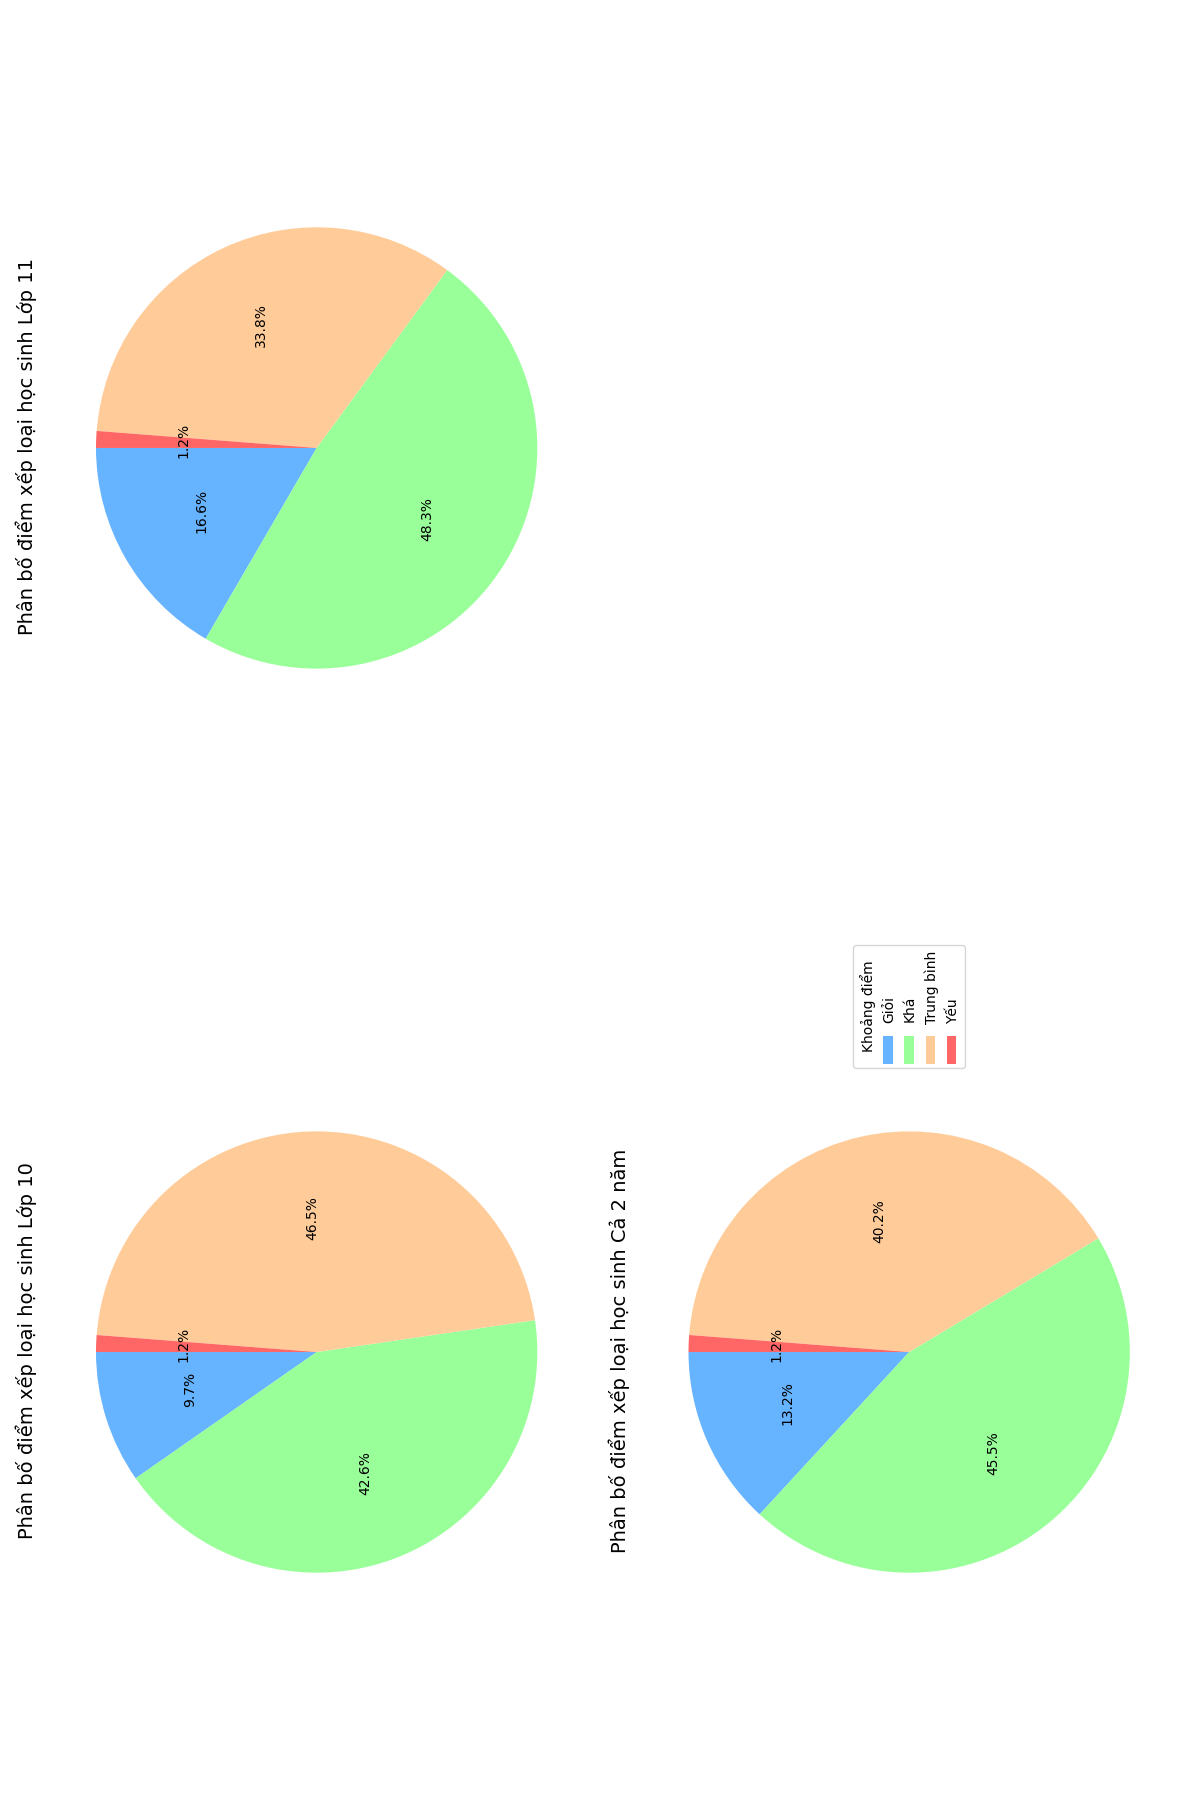 Phân bố điểm xếp loại học sinh Lớp 10
46.5%
1.2%
9.7%
42.6%
Phân bố điểm xếp loại học sinh Lớp 11
33.8%
1.2%
16.6%
48.3%
Phân bố điểm xếp loại học sinh Cả 2 năm
40.2%
1.2%
13.2%
45.5%
Khoảng điểm
Giỏi
Khá
Trung bình
Yếu